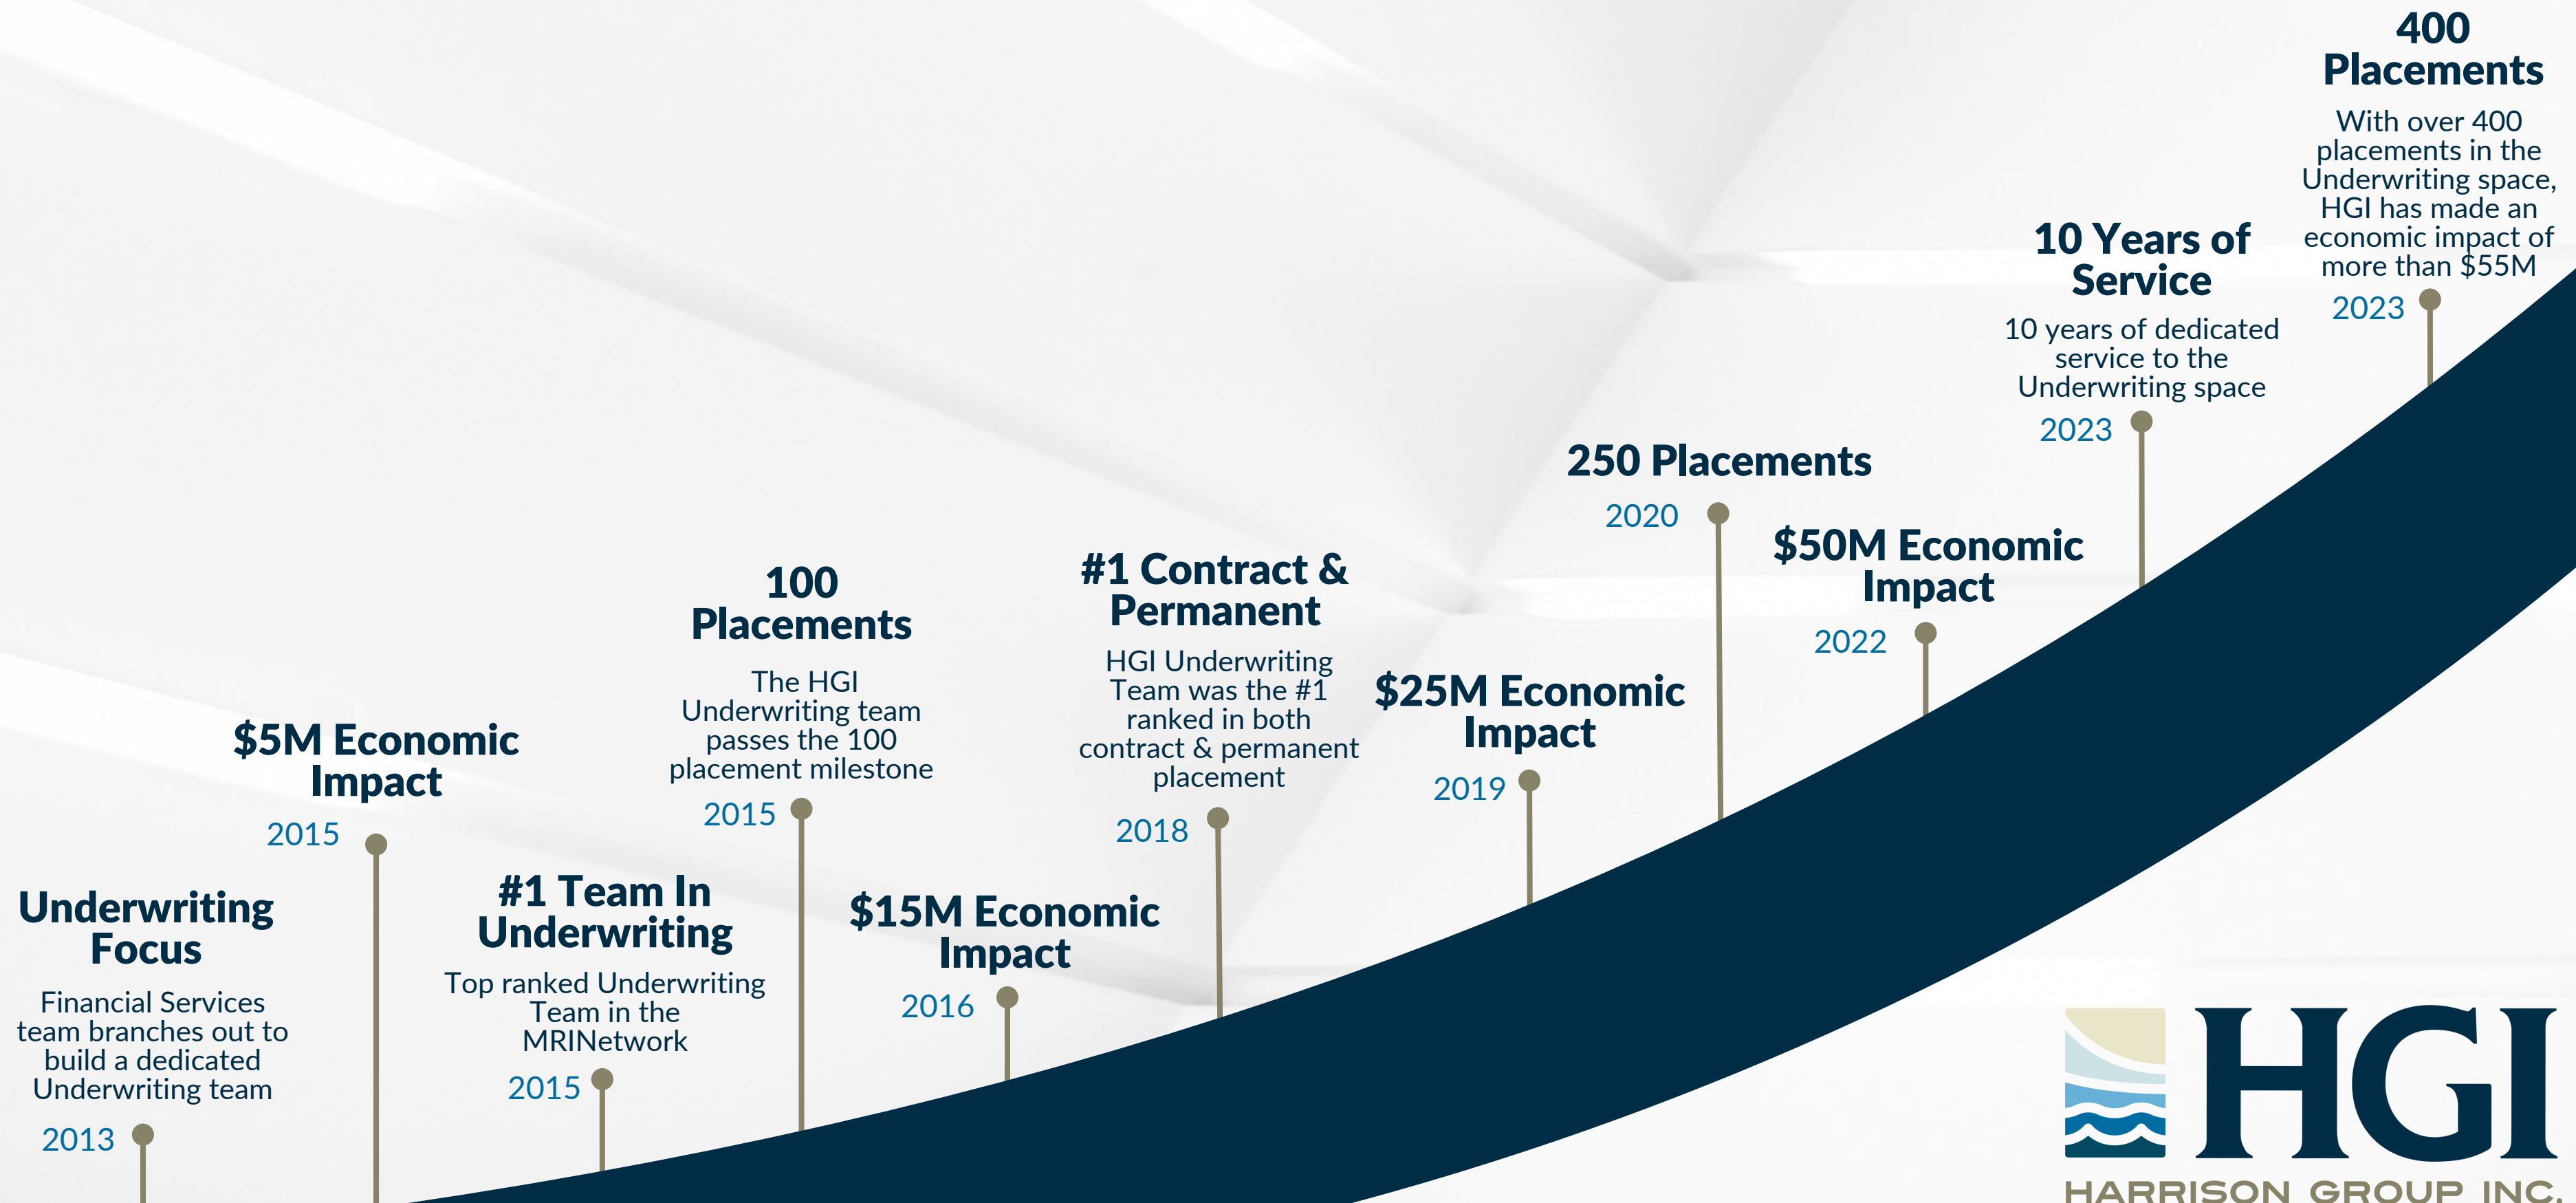 Underwriting
Focus
Financial Services
team branches out to
build a dedicated
Underwriting team
2013
$5M Economic
Impact
2015
#1 Team In
Underwriting
Top ranked Underwriting
Team in the
MRINetwork
2015
100
Placements
The HGI
Underwriting team
passes the 100
placement milestone
2015
$15M Economic
Impact
2016
#1 Contract &
Permanent
HGI Underwriting
Team was the #1
ranked in both
contract & permanent
placement
2018
$25M Economic
Impact
2019
250 Placements
2020
$50M Economic
Impact
2022
10 Years of
Service
10 years of dedicated
service to the
Underwriting space
2023
400
Placements
With over 400
placements in the
Underwriting space,
HGI has made an
economic impact of
more than $55M
2023
HGI
HARRISON GROUP INC.